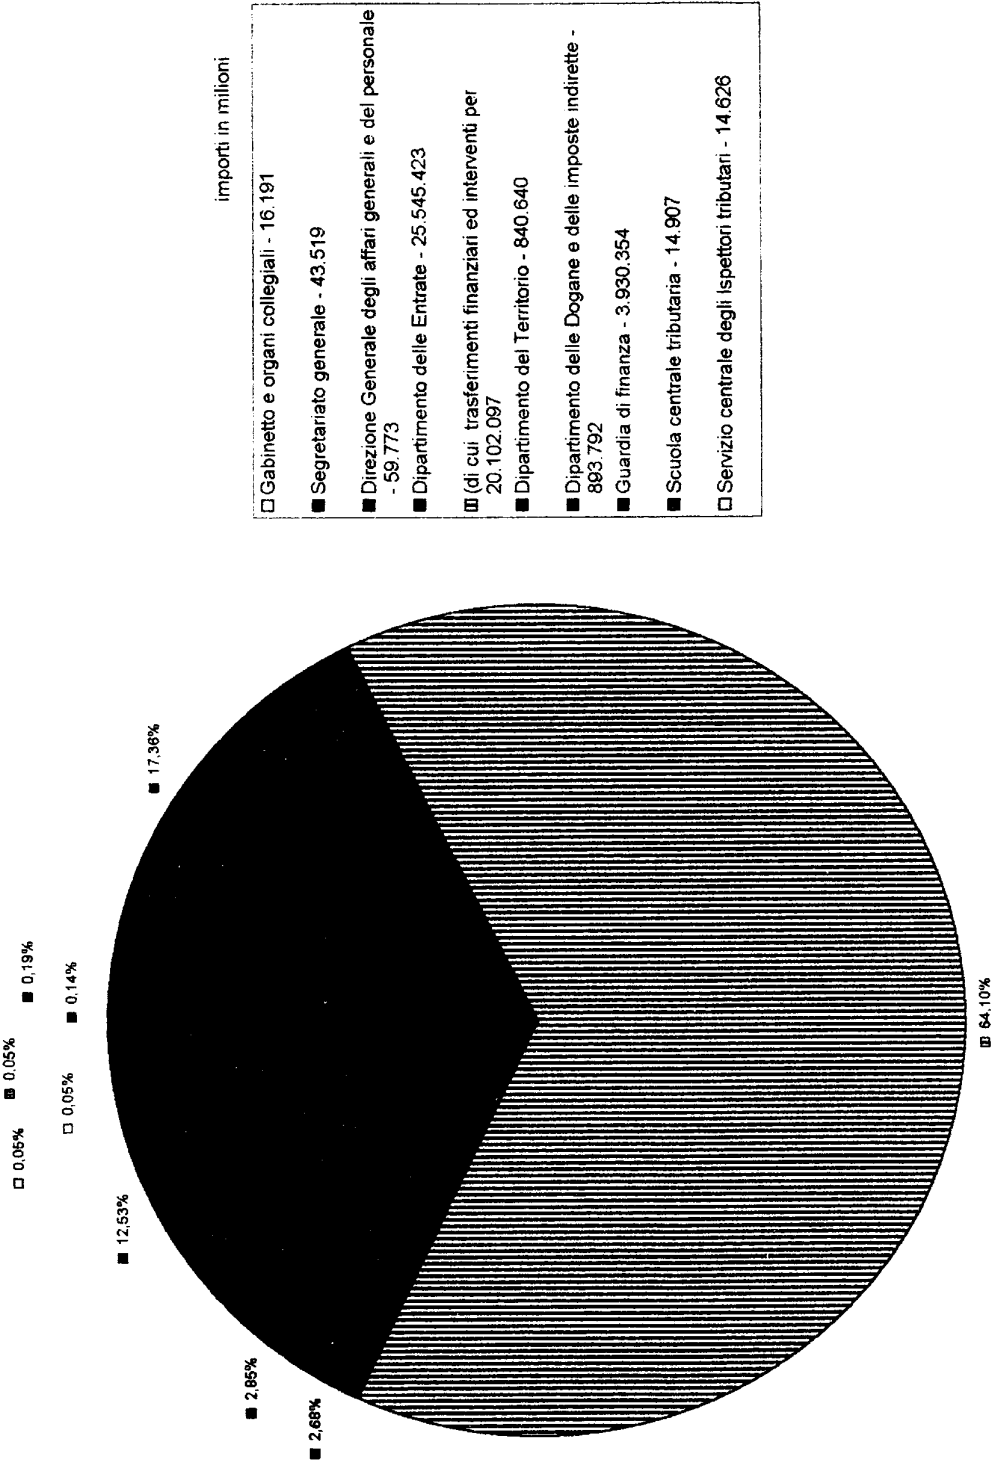 importi in milioni
Gabinetto e organi collegiali - 16.191
Segretariato generale - 43.519
Direzione Generale degli affari generali e del personale
- 59.773
Dipartimento delle Entrate - 25.545.423
(di cui trasferimenti finanziari ed interventi per
20.102.097
Dipartimento del Territorio - 840.640
Dipartimento delle Dogane e delle imposte indirette -
893.792
Guardia di finanza - 3.930.354
Scuola centrale tributaria - 14.907
Servizio centrale degli Ispettori tributari - 14.626
0,05%
0,05%
0,19%
0,05%
0,14%
12,53%
17,36%
2,85%
2,68%
64,10%